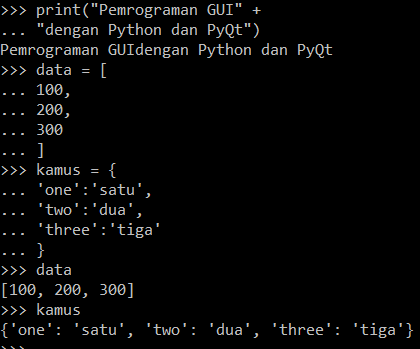 >>> print("Pemrograman GUI" +
... "dengan Python dan PyQt")
Pemrograman GUIdengan Python dan PyQt
>>> data = [
... 100,
... 200,
... 300
... ]
>>> kamus = {
... 'one':'satu',
... 'two':'dua',
... 'three':'tiga'
... }
>>> data
[100, 200, 300]
>>> kamus
{'one': 'satu', 'two': 'dua', 'three': 'tiga'}
>>>